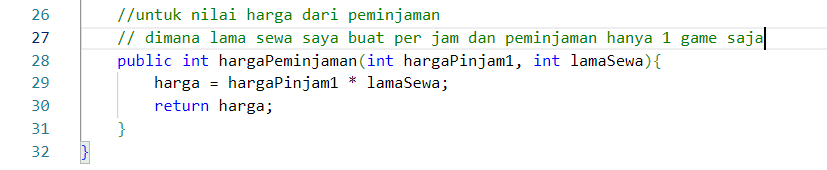 26 //untuk nilai harga dari peminjaman
27 // dimana lama sewa saya buat per jam dan peminjaman hanya 1 game saja
28 public int hargaPeminjaman(int hargaPinjam1, int lamaSewa){
29 harga = hargaPinjam1 * lamaSewa;
30 return harga;
31 }
32 }